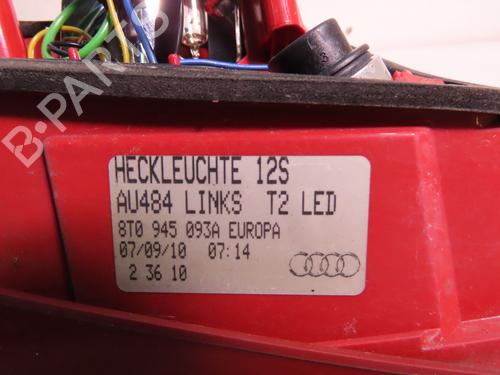 B-PARTS
HECKLEUCHTE 12S
AU484 LINKS T2 LED
8T0 945 093A EUROPA
07/09/10 07:14
2 36 10